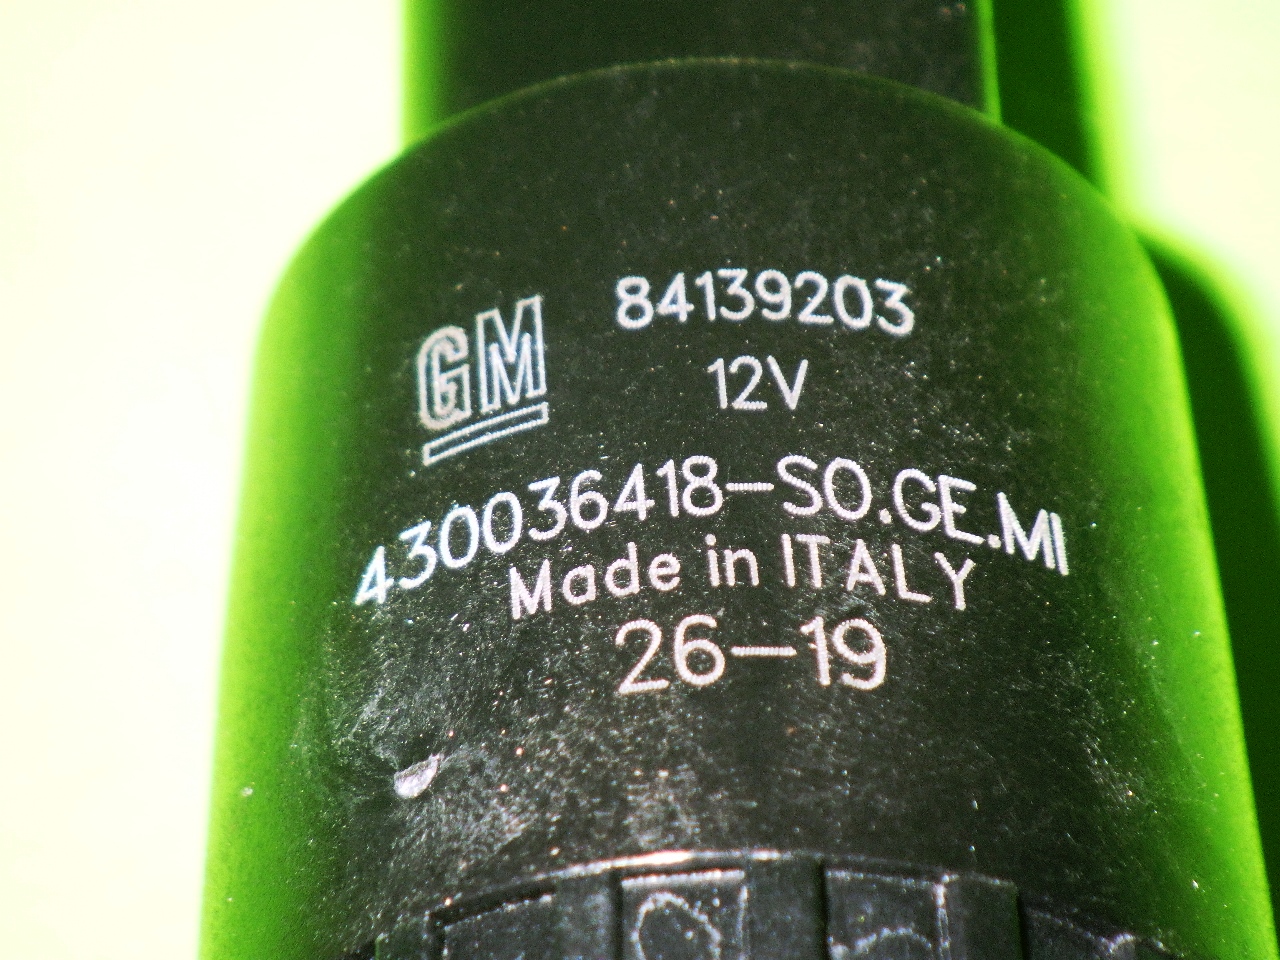 GM 84139203
12V
430036418-SO.GE.MI
Made in ITALY
26-19